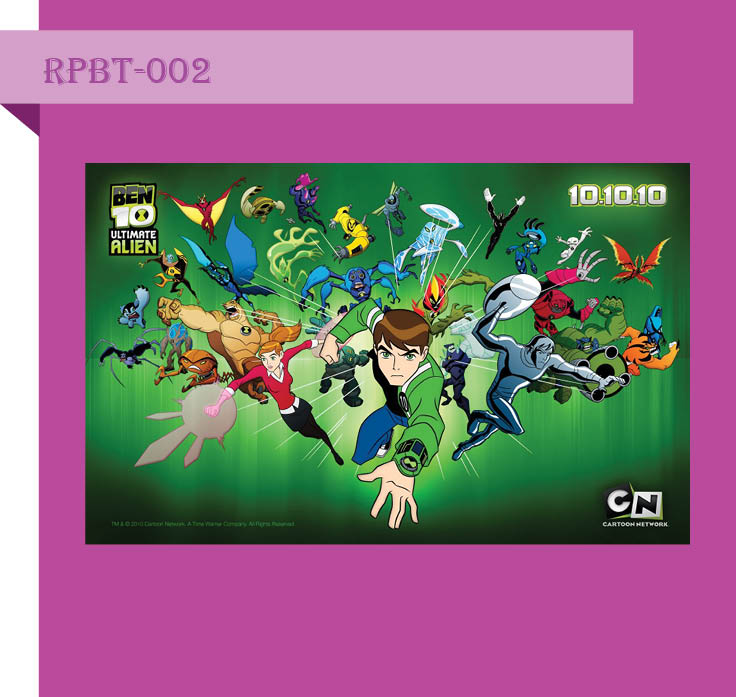 RPBT-002
BEN
10
ULTIMATE
ALIEN
10.10.10
CN
CARTOON NETWORK
TM & © 2010 Cartoon Network. A Time Warner Company. All Rights Reserved.